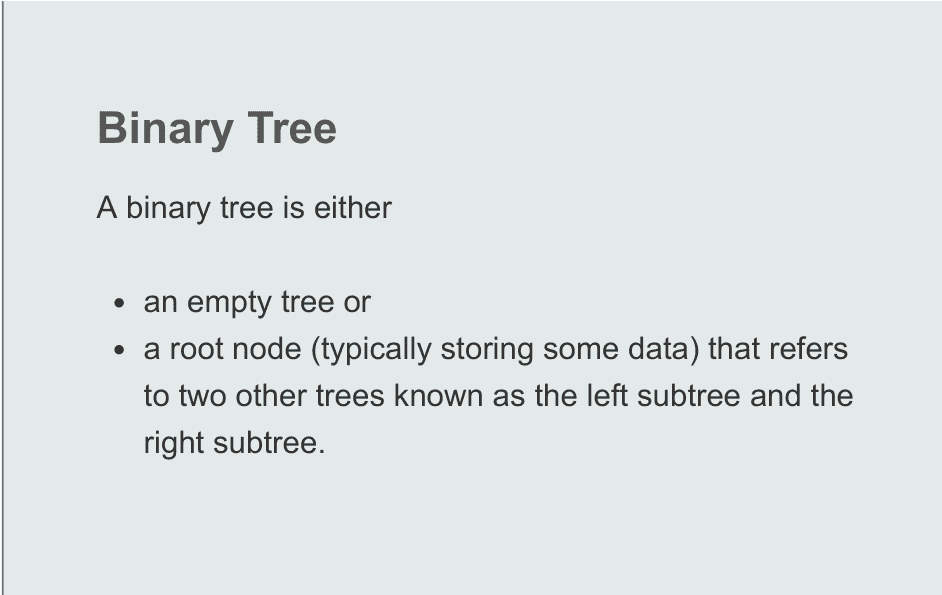 Binary Tree
A binary tree is either
• an empty tree or
• a root node (typically storing some data) that refers
to two other trees known as the left subtree and the
right subtree.